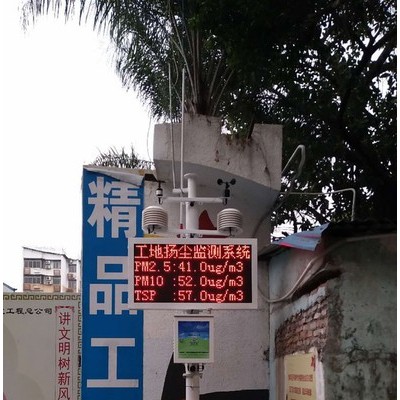 工地扬尘监测系统
PM2.5:41.0ug/m3
PM10 :52.0ug/m3
TSP :57.0ug/m3
精品工
工程总公司
讲文明树新风